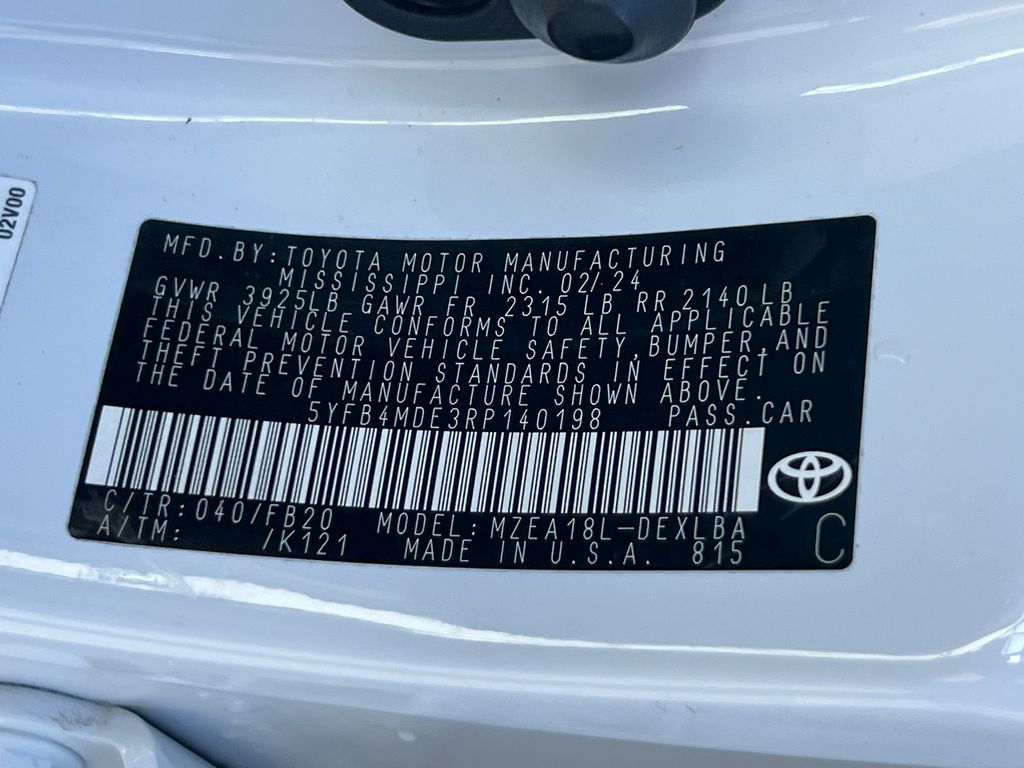 02V00
MFD.BY:TOYOTA MOTOR MANUFACTURING
MISSISSIPPI INC. 02/24
GVWR 3925LB GAWR FR 2315 LB RR 2140LB
THIS VEHICLE CONFORMS TO ALL APPLICABLE
FEDERAL MOTOR VEHICLE SAFETY,BUMPER,AND
THEFT PREVENTION STANDARDS IN EFFECT ON
THE DATE OF MANUFACTURE SHOWN ABOVE.
5YFB4MDE3RP140198 PASS.CAR
C/TR:040/FB20 MODEL:MZEA18L-DEXLBA
A/TM: /K121 MADE IN U.S.A. 815 C